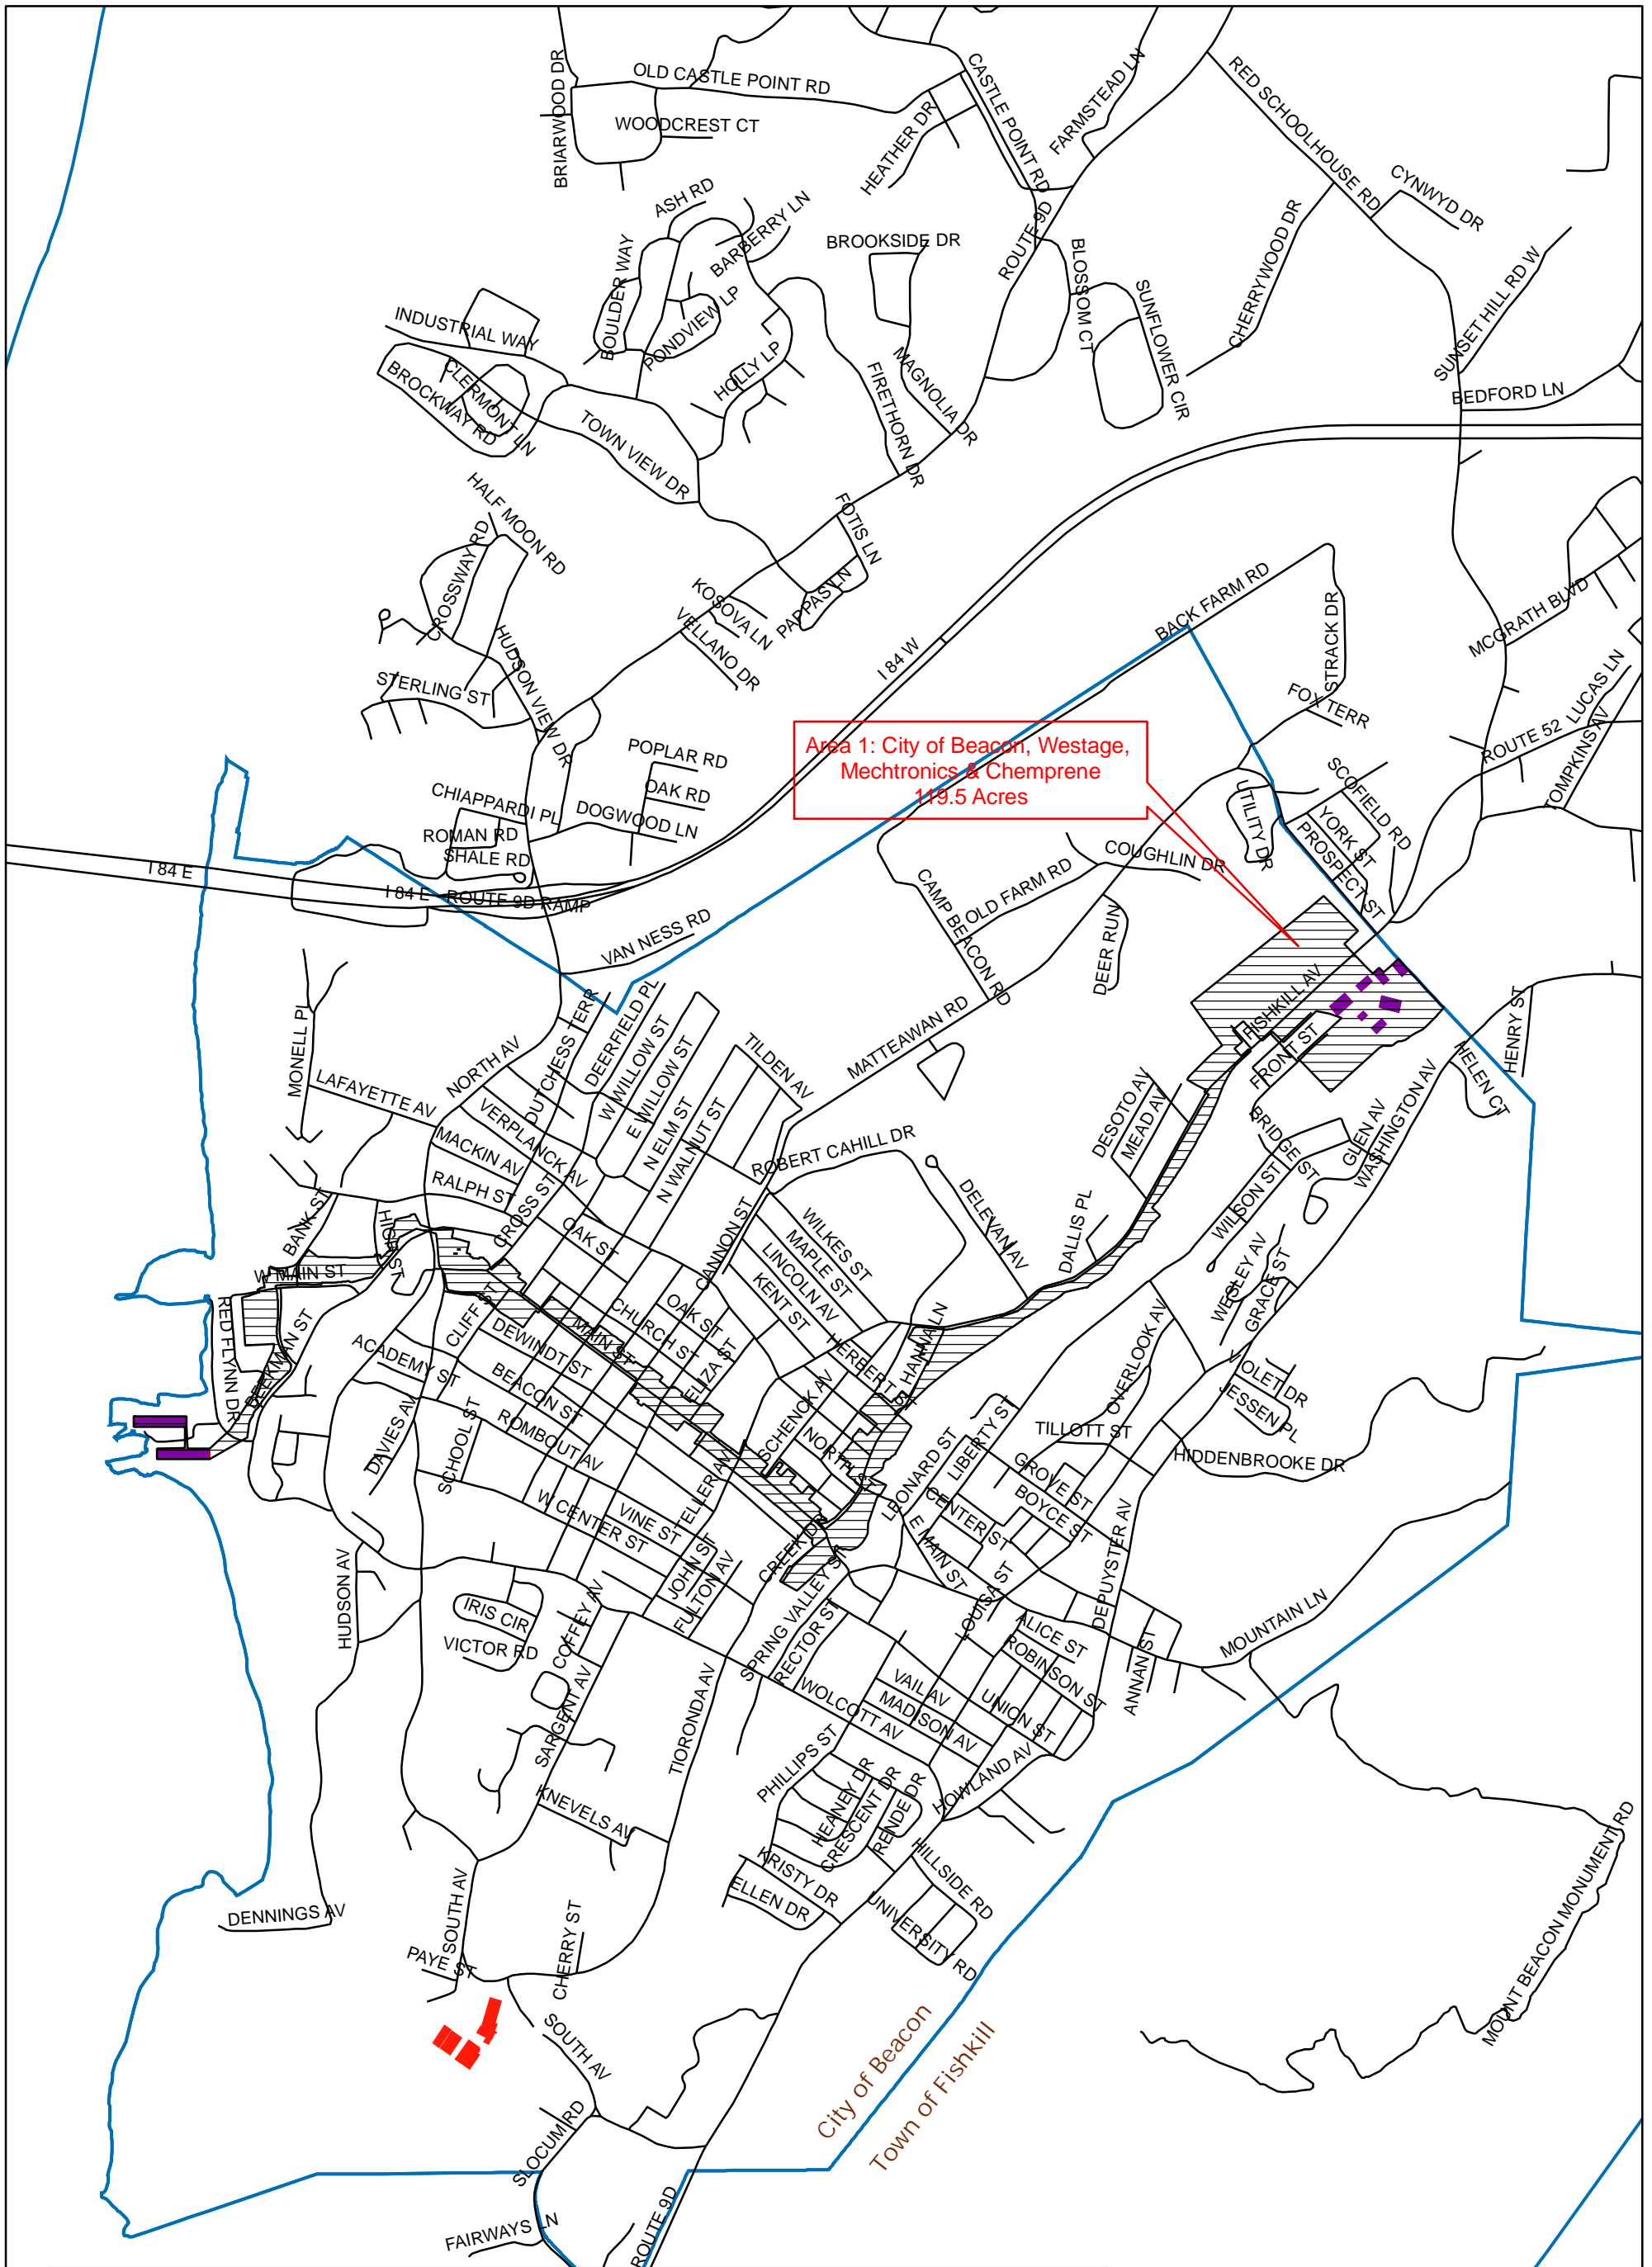 BRIARWOOD DR
OLD CASTLE POINT RD
WOODCREST CT
CASTLE POINT RD
HEATHER DR
FARMSTEAD LN
RED SCHOOLHOUSE RD
CYNWYD DR
ASH RD
BARBERRY LN
BOULDER WAY
BROOKSIDE DR
ROUTE 9D
BLOSSOM CT
SUNFLOWER CIR
CHERRYWOOD DR
SUNSET HILL RD W
BEDFORD LN
INDUSTRIAL WAY
PONDVIEW LP
HOLLY LP
CLERMONT LN
BROCKWAY RD
TOWN VIEW DR
FIRETHORN DR
MAGNOLIA DR
HALF MOON RD
CROSSWAY RD
FOTIS LN
PAPPAS LN
KOSOVA LN
VELLANO DR
I 84 W
BACK FARM RD
STRACK DR
MCGRATH BLVD
HUDSON VIEW DR
STERLING ST
FOX TERR
LUCAS LN
ROUTE 52
TOMPKINS AV
Area 1: City of Beacon, Westage,
Mechtronics & Chemprene
119.5 Acres
POPLAR RD
OAK RD
CHIAPPARDI PL
DOGWOOD LN
ROMAN RD
SHALE RD
SCOFIELD RD
YORK ST
PROSPECT ST
UTILITY DR
COUGHLIN DR
I 84 E
I 84 E - ROUTE 9D RAMP
CAMP BEACON RD
OLD FARM RD
DEER RUN
VAN NESS RD
FISHKILL AV
FRONT ST
MONELL PL
DUTCHESS TERR
DEERFIELD PL
W WILLOW ST
E WILLOW ST
TILDEN AV
MATTEAWAN RD
HENRY ST
HELEN CT
LAFAYETTE AV
NORTH AV
VERPLANCK AV
N ELM ST
N WALNUT ST
DESOTO AV
MEAD AV
BRIDGE ST
GLEN AV
WASHINGTON AV
MACKIN AV
RALPH ST
ROBERT CAHILL DR
DELEVAN AV
DALLIS PL
WILSON ST
BANK ST
HIGH ST
CROSS ST
OAK ST
CANNON ST
WILKES ST
MAPLE ST
LINCOLN AV
KENT ST
WESLEY AV
GRACE ST
W MAIN ST
RED FLYNN DR
BEEKMAN ST
CLIFF ST
DEWINDT ST
MAIN ST
CHURCH ST
OAK ST
ELIZA ST
HERBERT ST
HANNA LN
OVERLOOK AV
VIOLET DR
JESSEN PL
ACADEMY ST
BEACON ST
ROMBOUT AV
DAVIES AV
SCHOOL ST
SCHENCK AV
NORTH ST
LEONARD ST
LIBERTY ST
TILLOTT ST
HIDDENBROOKE DR
GROVE ST
BOYCE ST
CENTER ST
E MAIN ST
TELLER AV
VINE ST
W CENTER ST
JOHN ST
FULTON AV
CREEK DR
SPRING VALLEY ST
RECTOR ST
LOUISA ST
DEPUYSTER AV
HUDSON AV
IRIS CIR
VICTOR RD
COFFEY AV
SARGENT AV
TIORONDA AV
WOLCOTT AV
VAIL AV
MADISON AV
ALICE ST
ROBINSON ST
UNION ST
ANNAN ST
MOUNTAIN LN
PHILLIPS ST
HEANEY DR
CRESCENT DR
RENDE DR
HOWLAND AV
KNEVELS AV
KRISTY DR
ELLEN DR
HILLSIDE RD
UNIVERSITY RD
MOUNT BEACON MONUMENT RD
DENNINGS AV
SOUTH AV
PAYE ST
CHERRY ST
SOUTH AV
City of Beacon
Town of Fishkill
SLOCUM RD
FAIRWAYS LN
ROUTE 9D